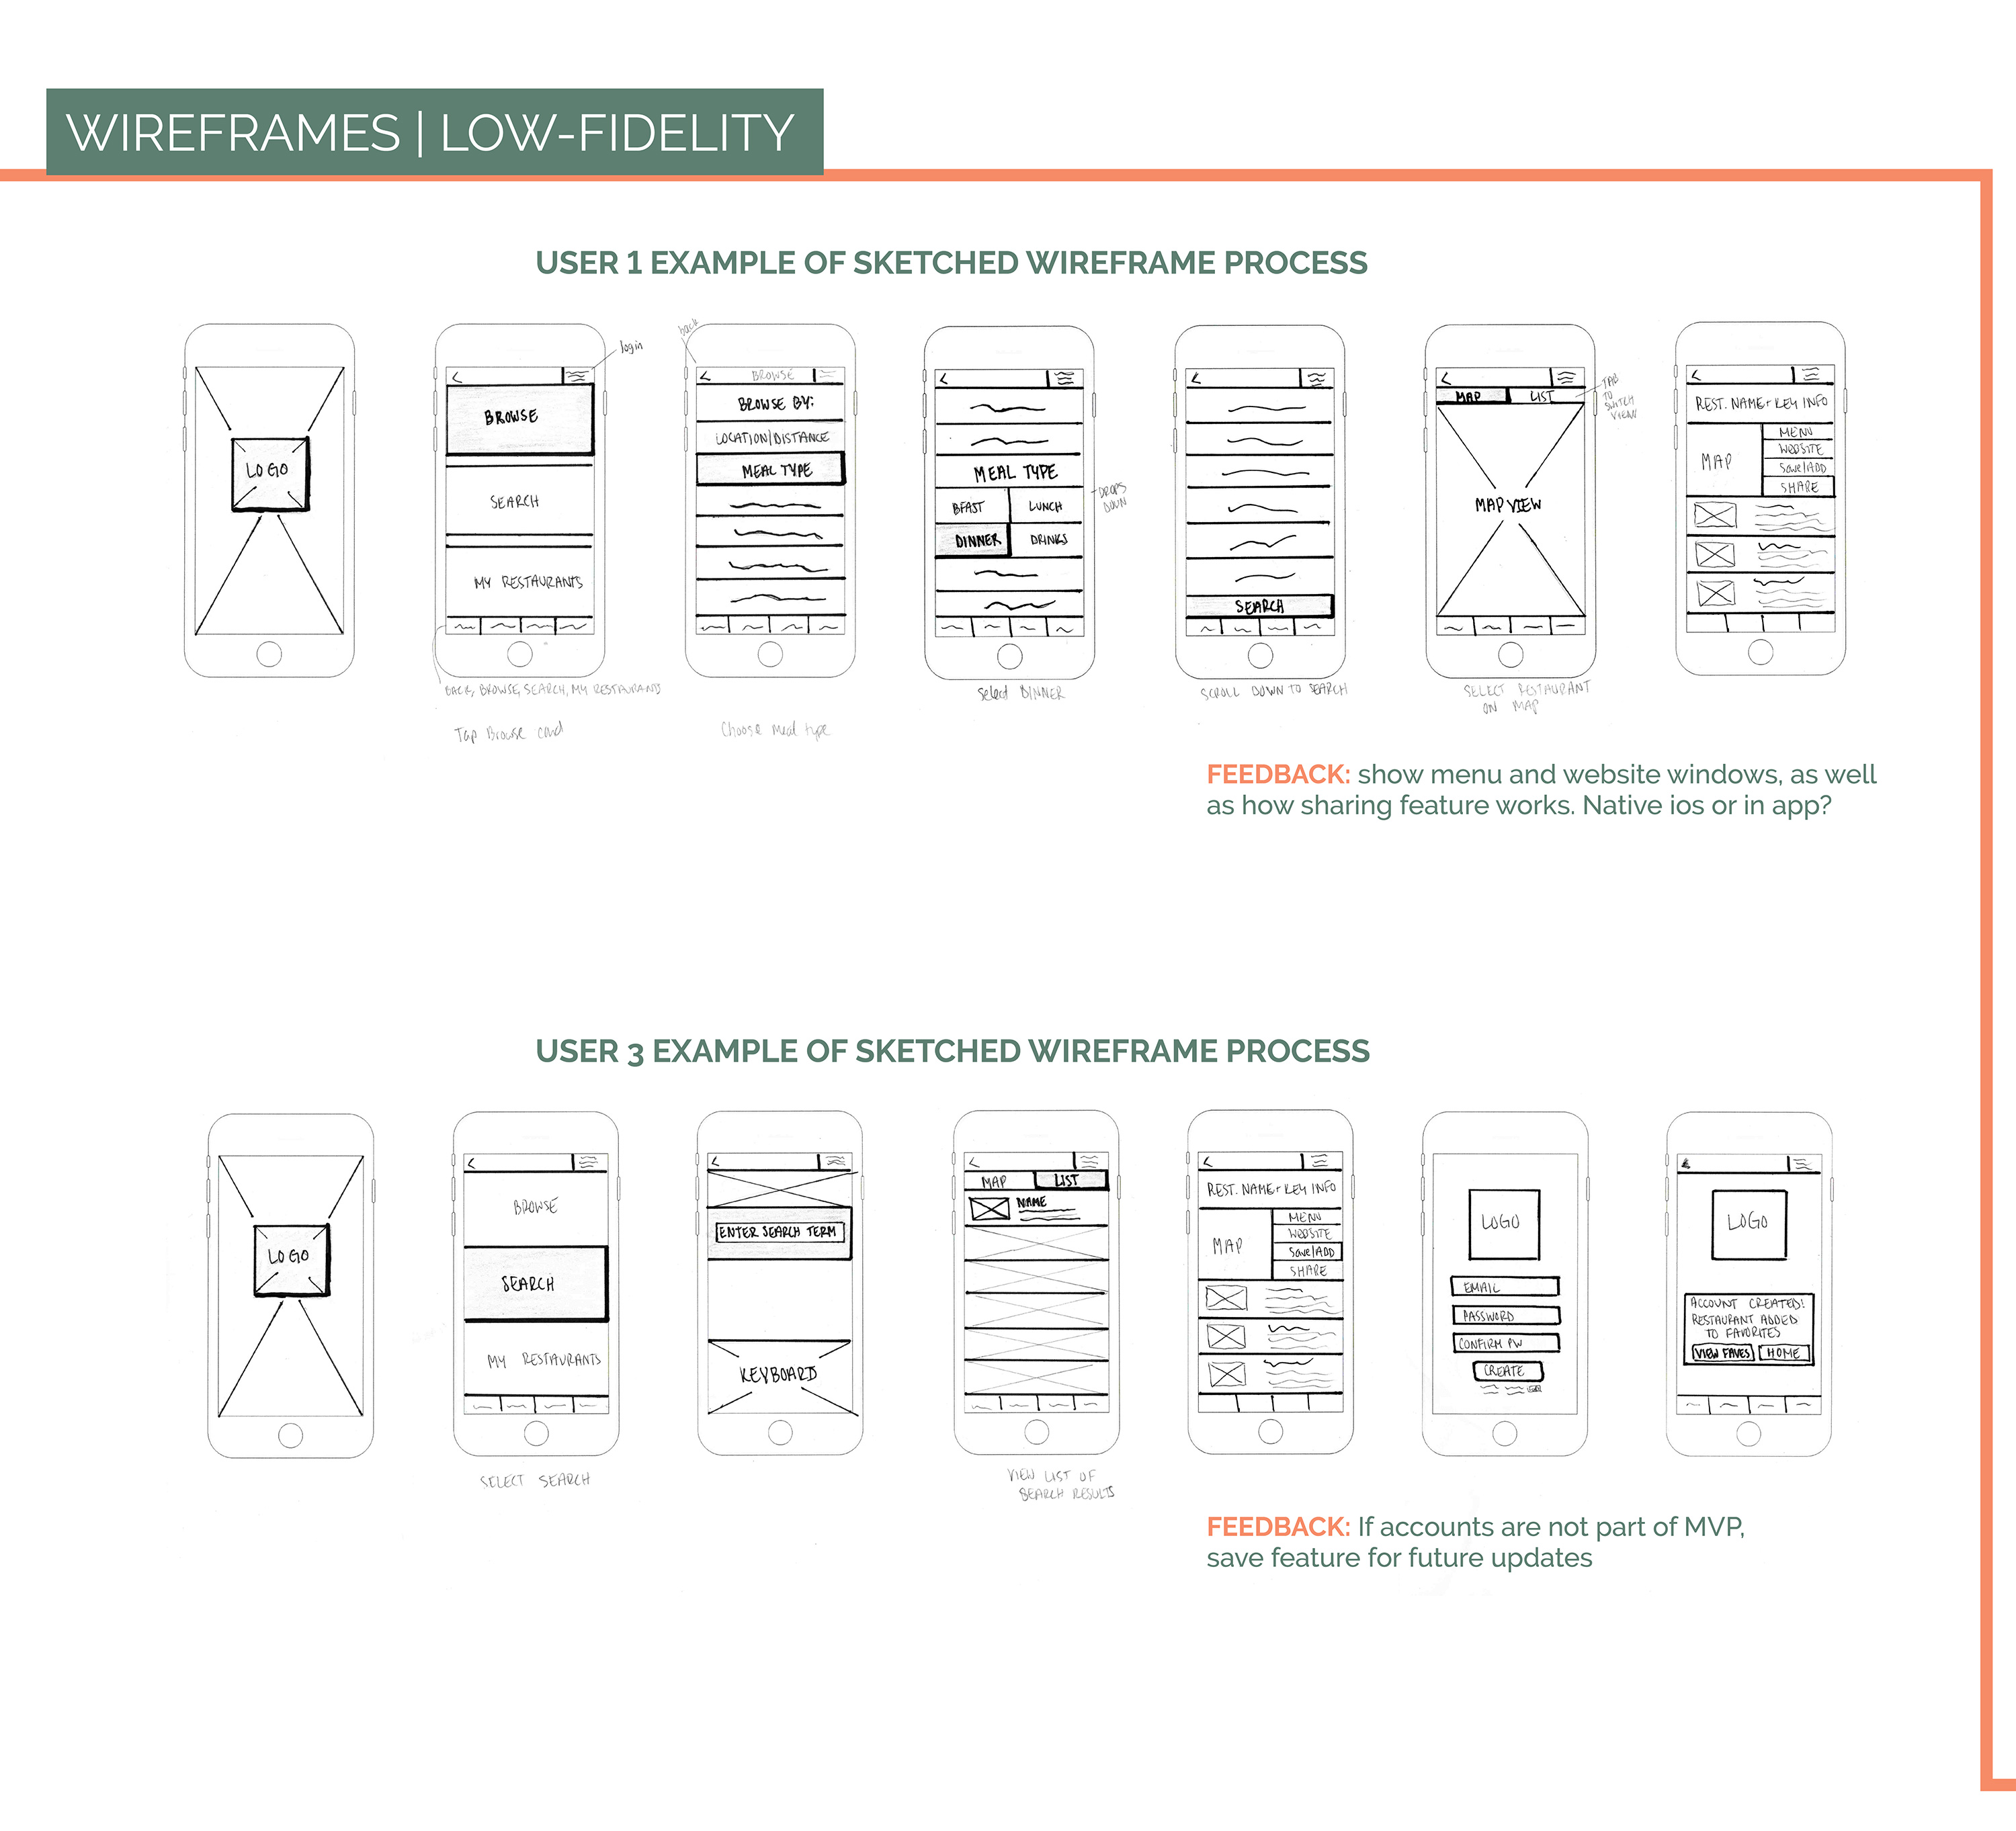 WIREFRAMES | LOW-FIDELITY
USER 1 EXAMPLE OF SKETCHED WIREFRAME PROCESS
LOGO
login
BROWSE
SEARCH
MY RESTAURANTS
BACK, BROWSE, SEARCH, MY RESTAURANTS
Tap Browse card
back
BROWSE
BROWSE BY:
LOCATION/DISTANCE
MEAL TYPE
Choose Meal type
MEAL TYPE
BFAST
LUNCH
DINNER
DRINKS
DROPS
DOWN
Select DINNER
SEARCH
SCROLL DOWN TO SEARCH
MAP
LIST
TAB
TO
SWITCH
VIEW
MAP VIEW
SELECT RESTAURANT
ON MAP
REST. NAME + KEY INFO
MAP
MENU
WEBSITE
Save/ADD
SHARE
FEEDBACK: show menu and website windows, as well
as how sharing feature works. Native ios or in app?
USER 3 EXAMPLE OF SKETCHED WIREFRAME PROCESS
LOGO
BROWSE
SEARCH
MY RESTAURANTS
SELECT SEARCH
ENTER SEARCH TERM
KEYBOARD
MAP
LIST
NAME
VIEW LIST OF
SEARCH RESULTS
REST. NAME + KEY INFO
MAP
MENU
WEBSITE
Save/ADD
SHARE
LOGO
EMAIL
PASSWORD
CONFIRM PW
CREATE
LOGO
ACCOUNT CREATED!
RESTAURANT ADDED
TO FAVORITES
VIEW FAVES
HOME
FEEDBACK: If accounts are not part of MVP,
save feature for future updates